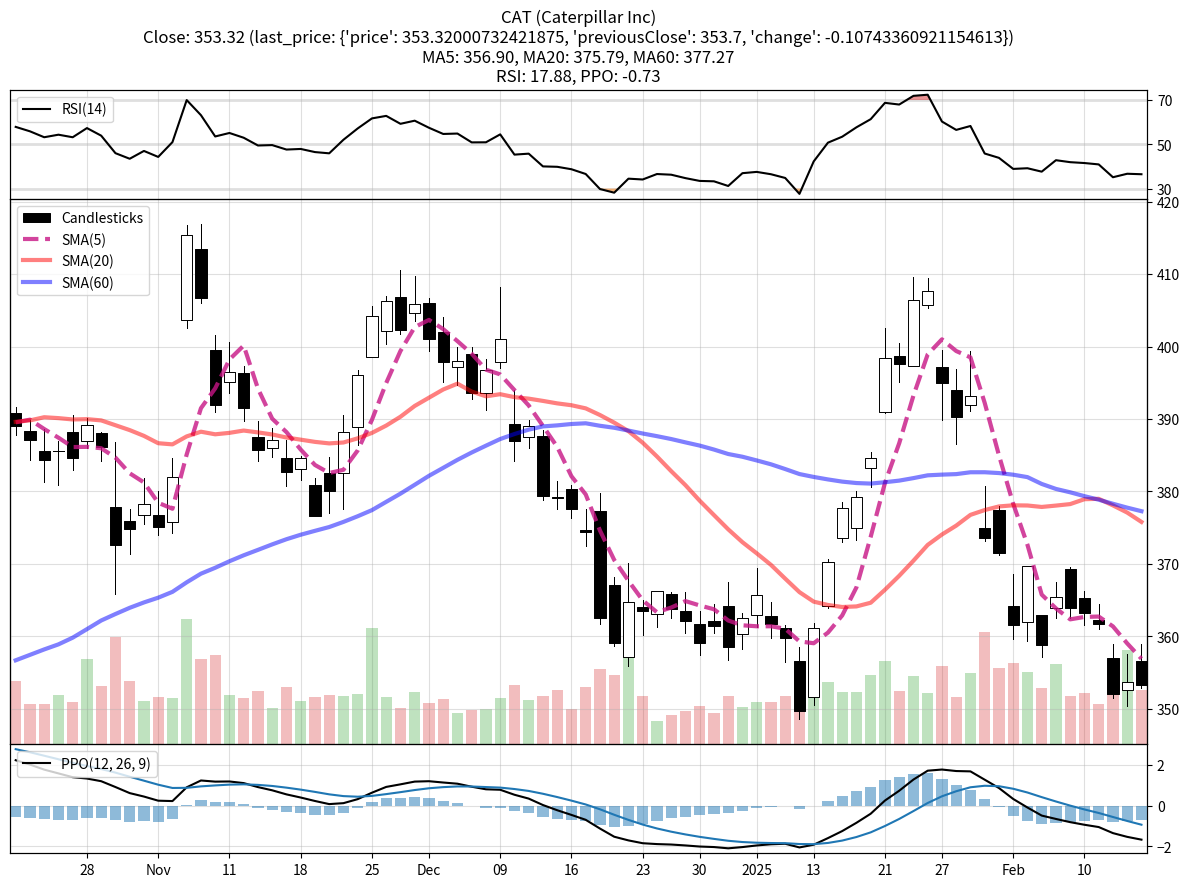 CAT (Caterpillar Inc)
Close: 353.32 (last_price: {'price': 353.32000732421875, 'previousClose': 353.7, 'change': -0.10743360921154613})
MA5: 356.90, MA20: 375.79, MA60: 377.27
RSI: 17.88, PPO: -0.73
RSI(14)
70
50
30
Candlesticks
SMA(5)
SMA(20)
SMA(60)
420
410
400
390
380
370
360
350
PPO(12, 26, 9)
2
0
−2
28 Nov 11 18 25 Dec 09 16 23 30 2025 13 21 27 Feb 10